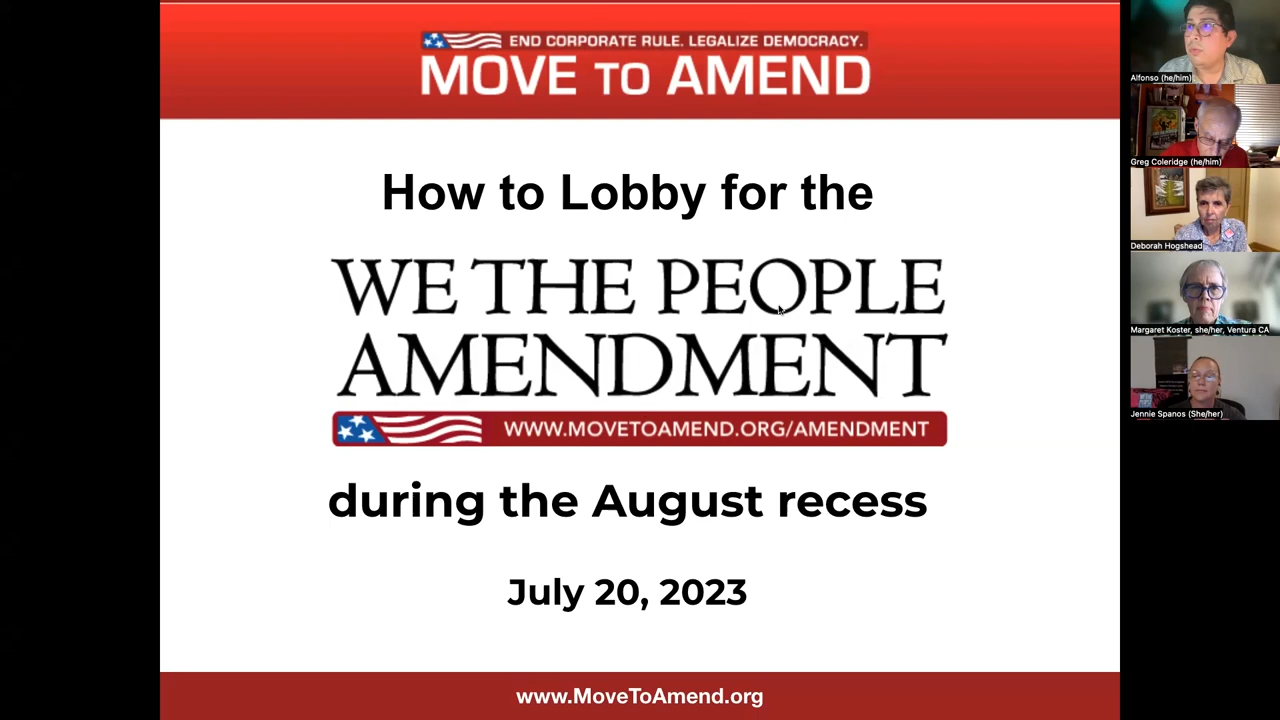 END CORPORATE RULE. LEGALIZE DEMOCRACY.
MOVE TO AMEND
How to Lobby for the
WE THE PEOPLE
AMENDMENT
WWW.MOVETOAMEND.ORG/AMENDMENT
during the August recess
July 20, 2023
www.MoveToAmend.org
Alfonso (he/him)
Greg Coleridge (he/him)
Deborah Hogshead
Margaret Koster, she/her, Ventura CA
Jennie Spanos (She/her)